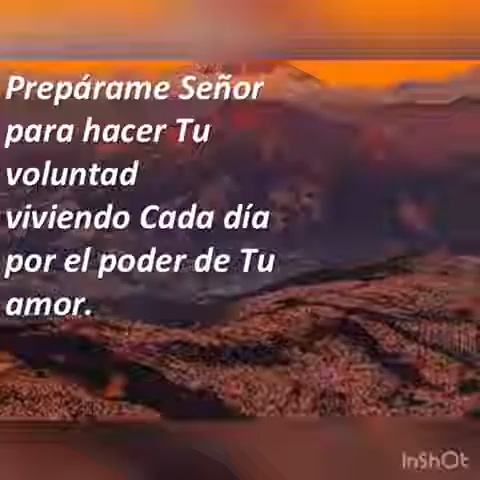 Prepárame Señor
para hacer Tu
voluntad
viviendo Cada día
por el poder de Tu
amor.
InShOt